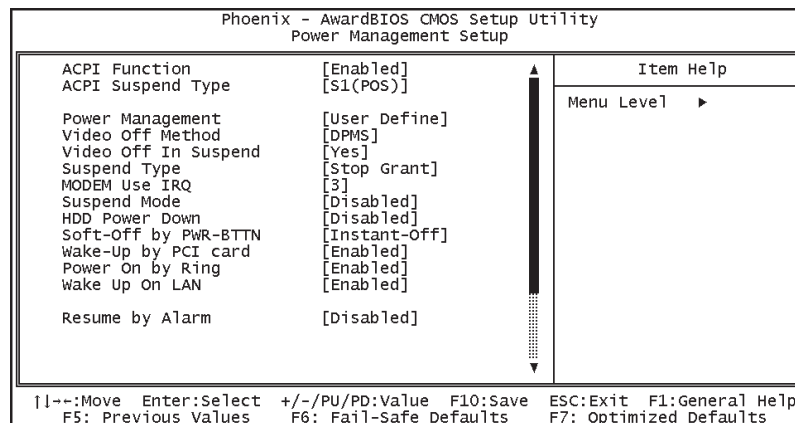 Phoenix - AwardBIOS CMOS Setup Utility
Power Management Setup
ACPI Function [Enabled]
ACPI Suspend Type [S1(POS)]
Power Management [User Define]
Video Off Method [DPMS]
Video Off In Suspend [Yes]
Suspend Type [Stop Grant]
MODEM Use IRQ [3]
Suspend Mode [Disabled]
HDD Power Down [Disabled]
Soft-Off by PWR-BTTN [Instant-Off]
Wake-Up by PCI card [Enabled]
Power On by Ring [Enabled]
Wake Up On LAN [Enabled]
Resume by Alarm [Disabled]
Item Help
Menu Level ▶
↑↓→←:Move Enter:Select +/-/PU/PD:Value F10:Save ESC:Exit F1:General Help
F5: Previous Values F6: Fail-Safe Defaults F7: Optimized Defaults